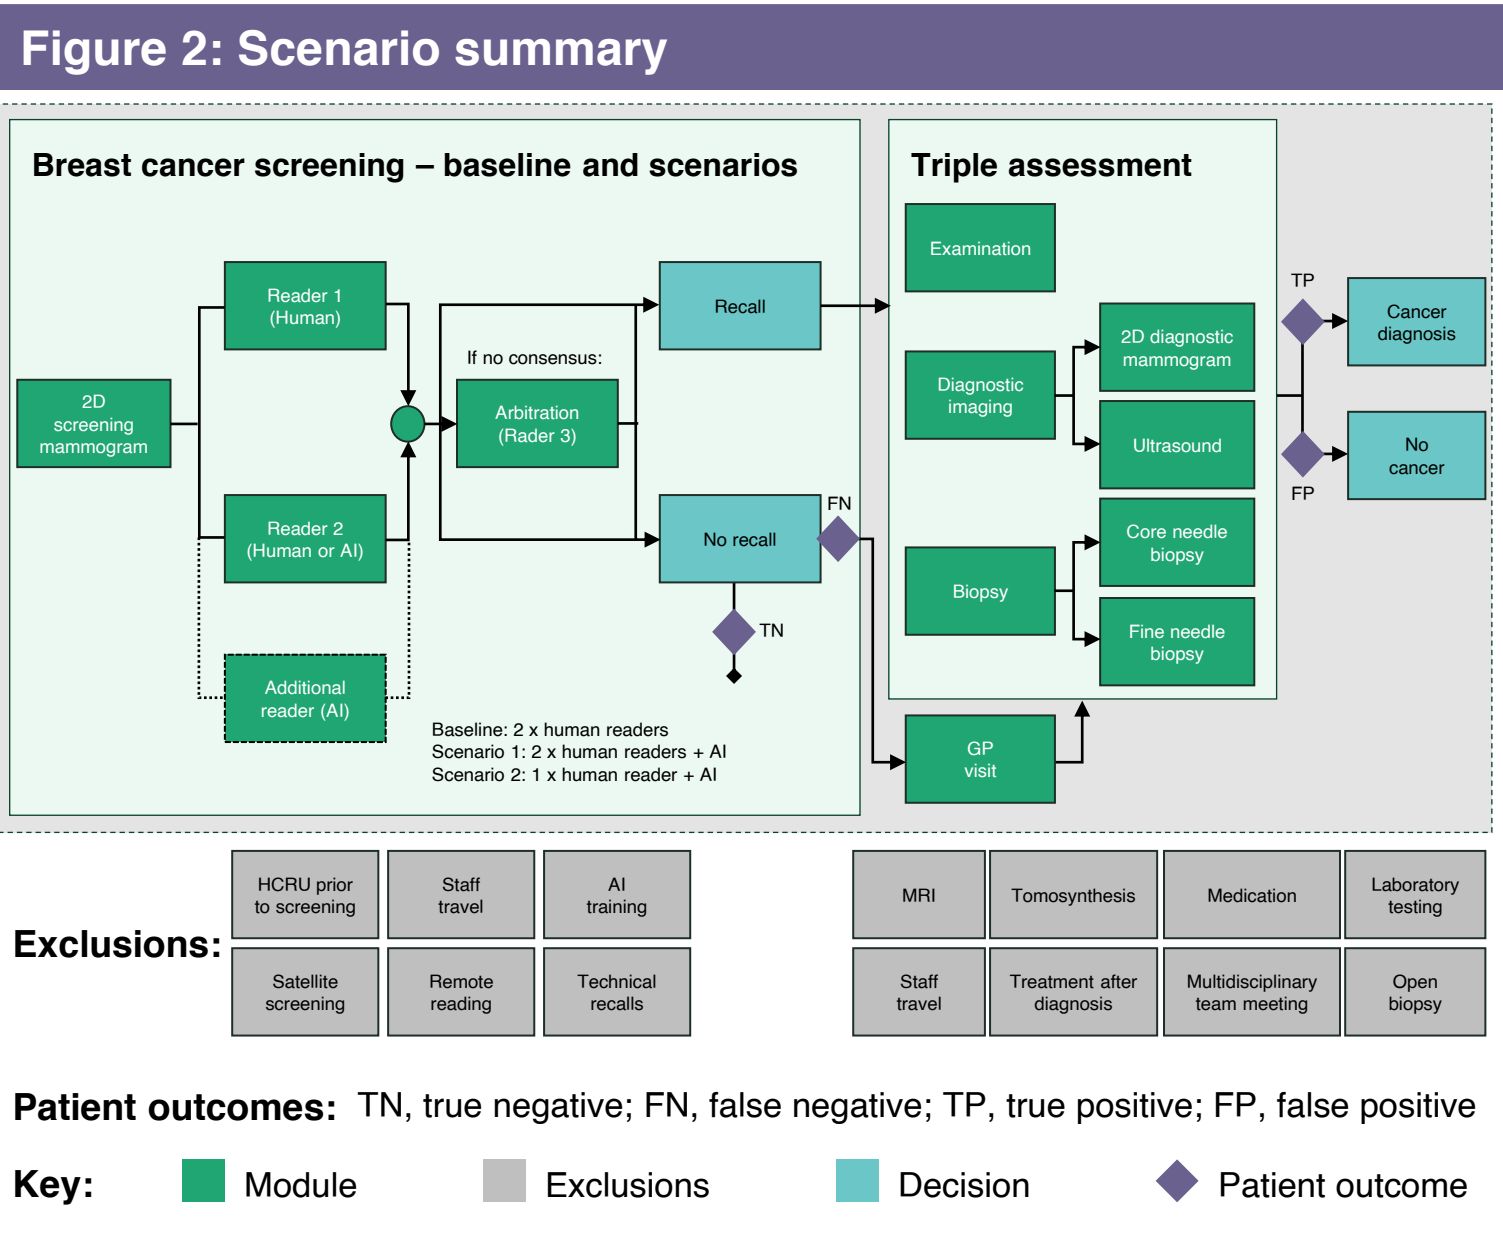 Figure 2: Scenario summary
Breast cancer screening – baseline and scenarios
2D
screening
mammogram
Reader 1
(Human)
Reader 2
(Human or AI)
Additional
reader (AI)
If no consensus:
Arbitration
(Rader 3)
Recall
No recall
FN
TN
Baseline: 2 x human readers
Scenario 1: 2 x human readers + AI
Scenario 2: 1 x human reader + AI
Triple assessment
Examination
Diagnostic
imaging
2D diagnostic
mammogram
Ultrasound
Biopsy
Core needle
biopsy
Fine needle
biopsy
GP
visit
TP
Cancer
diagnosis
FP
No
cancer
Exclusions:
HCRU prior
to screening
Staff
travel
AI
training
Satellite
screening
Remote
reading
Technical
recalls
MRI
Tomosynthesis
Medication
Laboratory
testing
Staff
travel
Treatment after
diagnosis
Multidisciplinary
team meeting
Open
biopsy
Patient outcomes: TN, true negative; FN, false negative; TP, true positive; FP, false positive
Key: Module Exclusions Decision Patient outcome